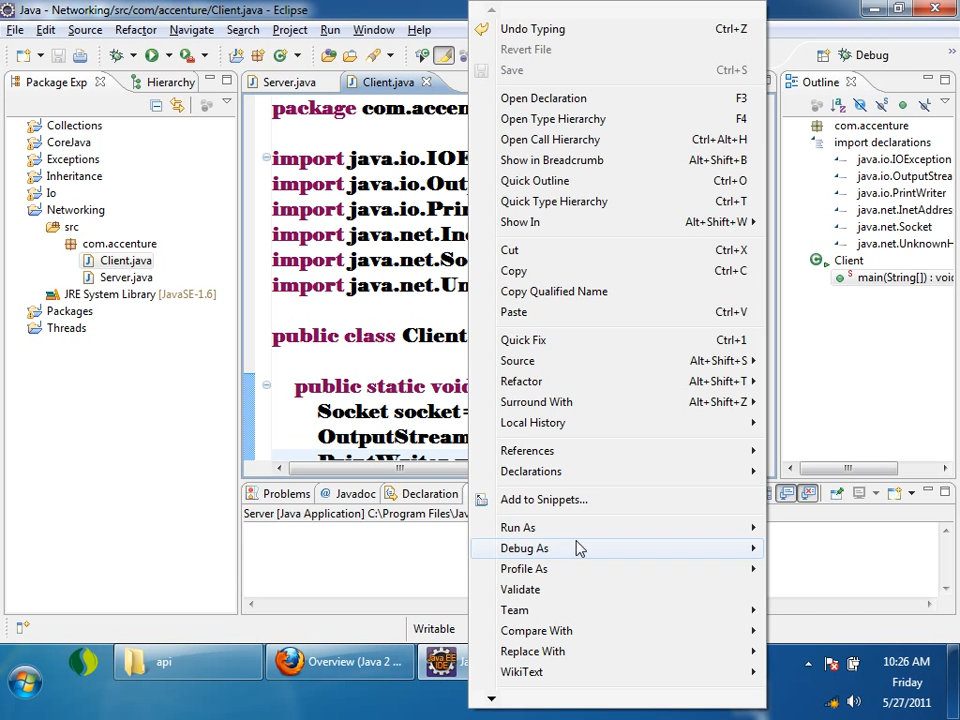 Java - Networking/src/com/accenture/Client.java - Eclipse
File Edit Source Refactor Navigate Search Project Run Window Help
Debug
Package Exp
Hierarchy
Collections
CoreJava
Exceptions
Inheritance
Io
Networking
src
com.accenture
Client.java
Server.java
JRE System Library [JavaSE-1.6]
Packages
Threads
Server.java
Client.java
package com.accen
import java.io.IOE
import java.io.Out
import java.io.Pri
import java.net.Ine
import java.net.So
import java.net.Un
public class Client
public static void
Socket socket=
OutputStream
PrintWriter
Undo Typing Ctrl+Z
Revert File
Save Ctrl+S
Open Declaration F3
Open Type Hierarchy F4
Open Call Hierarchy Ctrl+Alt+H
Show in Breadcrumb Alt+Shift+B
Quick Outline Ctrl+O
Quick Type Hierarchy Ctrl+T
Show In Alt+Shift+W
Cut Ctrl+X
Copy Ctrl+C
Copy Qualified Name
Paste Ctrl+V
Quick Fix Ctrl+1
Source Alt+Shift+S
Refactor Alt+Shift+T
Surround With Alt+Shift+Z
Local History
References
Declarations
Add to Snippets...
Run As
Debug As
Profile As
Validate
Team
Compare With
Replace With
WikiText
Outline
com.accenture
import declarations
java.io.IOException
java.io.OutputStrea
java.io.PrintWriter
java.net.InetAddres
java.net.Socket
java.net.UnknownH
Client
main(String[]) : voic
Problems
Javadoc
Declaration
Server [Java Application] C:\Program Files\Jav
Writable
api
Overview (Java 2 ...
Ja
10:26 AM
Friday
5/27/2011